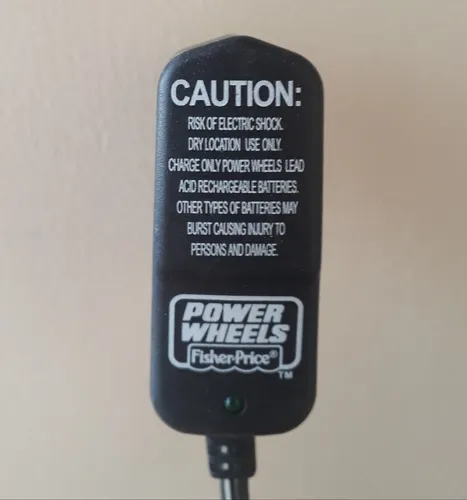 CAUTION:
RISK OF ELECTRIC SHOCK.
DRY LOCATION USE ONLY.
CHARGE ONLY POWER WHEELS LEAD
ACID RECHARGEABLE BATTERIES.
OTHER TYPES OF BATTERIES MAY
BURST CAUSING INJURY TO
PERSONS AND DAMAGE.
POWER
WHEELS
Fisher-Price®
TM